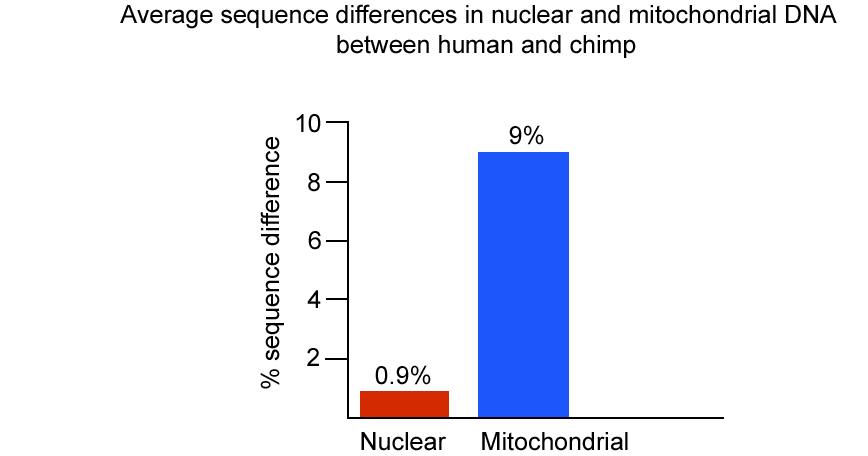 Average sequence differences in nuclear and mitochondrial DNA
between human and chimp
% sequence difference
10
8
6
4
2
9%
0.9%
Nuclear
Mitochondrial